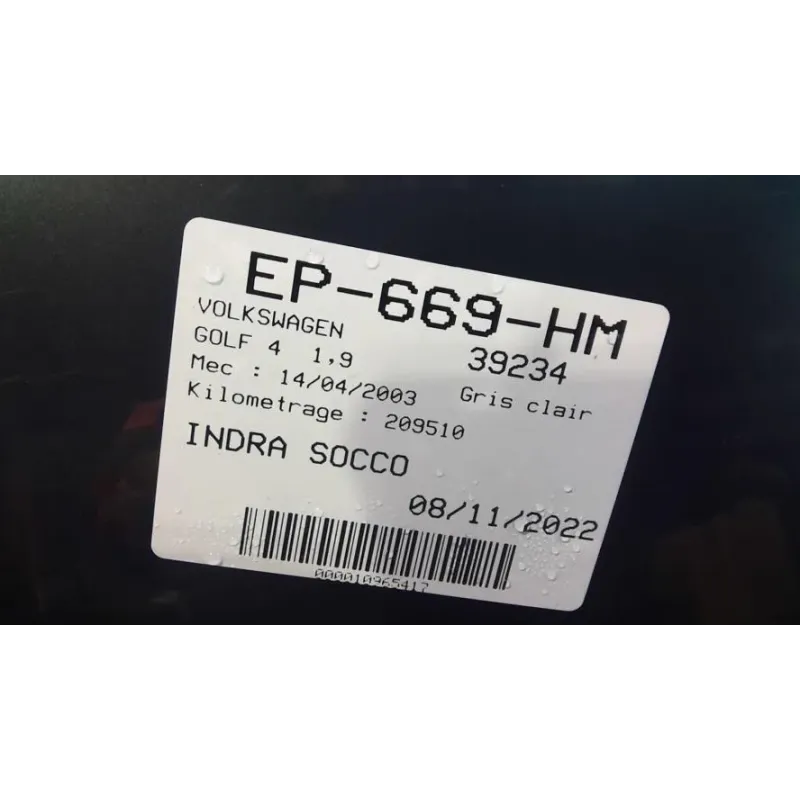 EP-669-HM
VOLKSWAGEN 39234
GOLF 4 1,9
Mec : 14/04/2003 Gris clair
Kilometrage : 209510
INDRA SOCCO
08/11/2022
000010965417